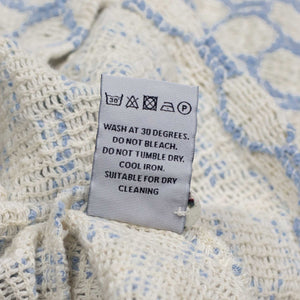 30 P
WASH AT 30 DEGREES.
DO NOT BLEACH.
DO NOT TUMBLE DRY.
COOL IRON.
SUITABLE FOR DRY
CLEANING